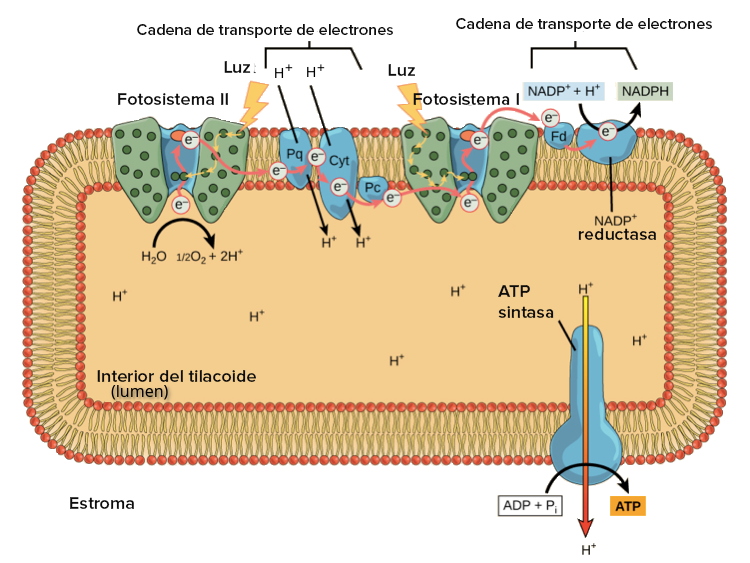 Cadena de transporte de electrones
Cadena de transporte de electrones
Luz
H⁺ H⁺
Luz
NADP⁺ + H⁺
NADPH
Fotosistema II
Fotosistema I
e⁻
e⁻
e⁻
e⁻
Fd
e⁻
Pq
e⁻
Cyt
e⁻
e⁻
Pc
e⁻
e⁻
e⁻
NADP⁺
reductasa
H⁺
H⁺
H₂O 1/2O₂ + 2H⁺
H⁺
H⁺
H⁺
ATP
sintasa
H⁺
H⁺
H⁺
Interior del tilacoide
(lumen)
Estroma
ADP + Pᵢ
ATP
H⁺